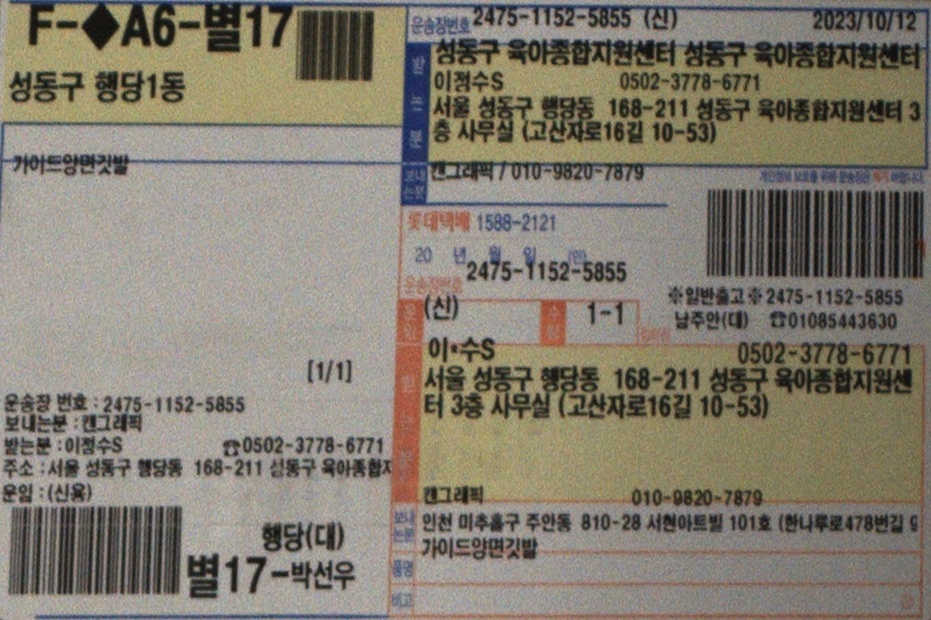 F-◆A6-별17
성동구 행당1동
가이드양면깃발
[1/1]
운송장 번호 : 2475-1152-5855
보내는분 : 캔그래픽
받는분 : 이정수S ☎0502-3778-6771
주소 : 서울 성동구 행당동 168-211 성동구 육아종합지
운임 : (신용)
행당(대)
별17-박선우
운송장번호 2475-1152-5855 (신) 2023/10/12
받는분
성동구 육아종합지원센터 성동구 육아종합지원센터
이정수S 0502-3778-6771
서울 성동구 행당동 168-211 성동구 육아종합지원센터 3
층 사무실 (고산자로16길 10-53)
보내는분 캔그래픽 / 010-9820-7879
개인정보 보호를 위해 운송장은 폐기 바랍니다.
롯데택배 1588-2121
20 년 월 일 (인)
운송장번호 2475-1152-5855
※일반출고※2475-1152-5855
남주안(대) ☎01085443630
운임 (신) 수량 1-1
받는분
이*수S 0502-3778-6771
서울 성동구 행당동 168-211 성동구 육아종합지원센
터 3층 사무실 (고산자로16길 10-53)
캔그래픽 010-9820-7879
보내는분 인천 미추홀구 주안동 810-28 서현아트빌 101호 (한나루로478번길 9
가이드양면깃발
품명
비고